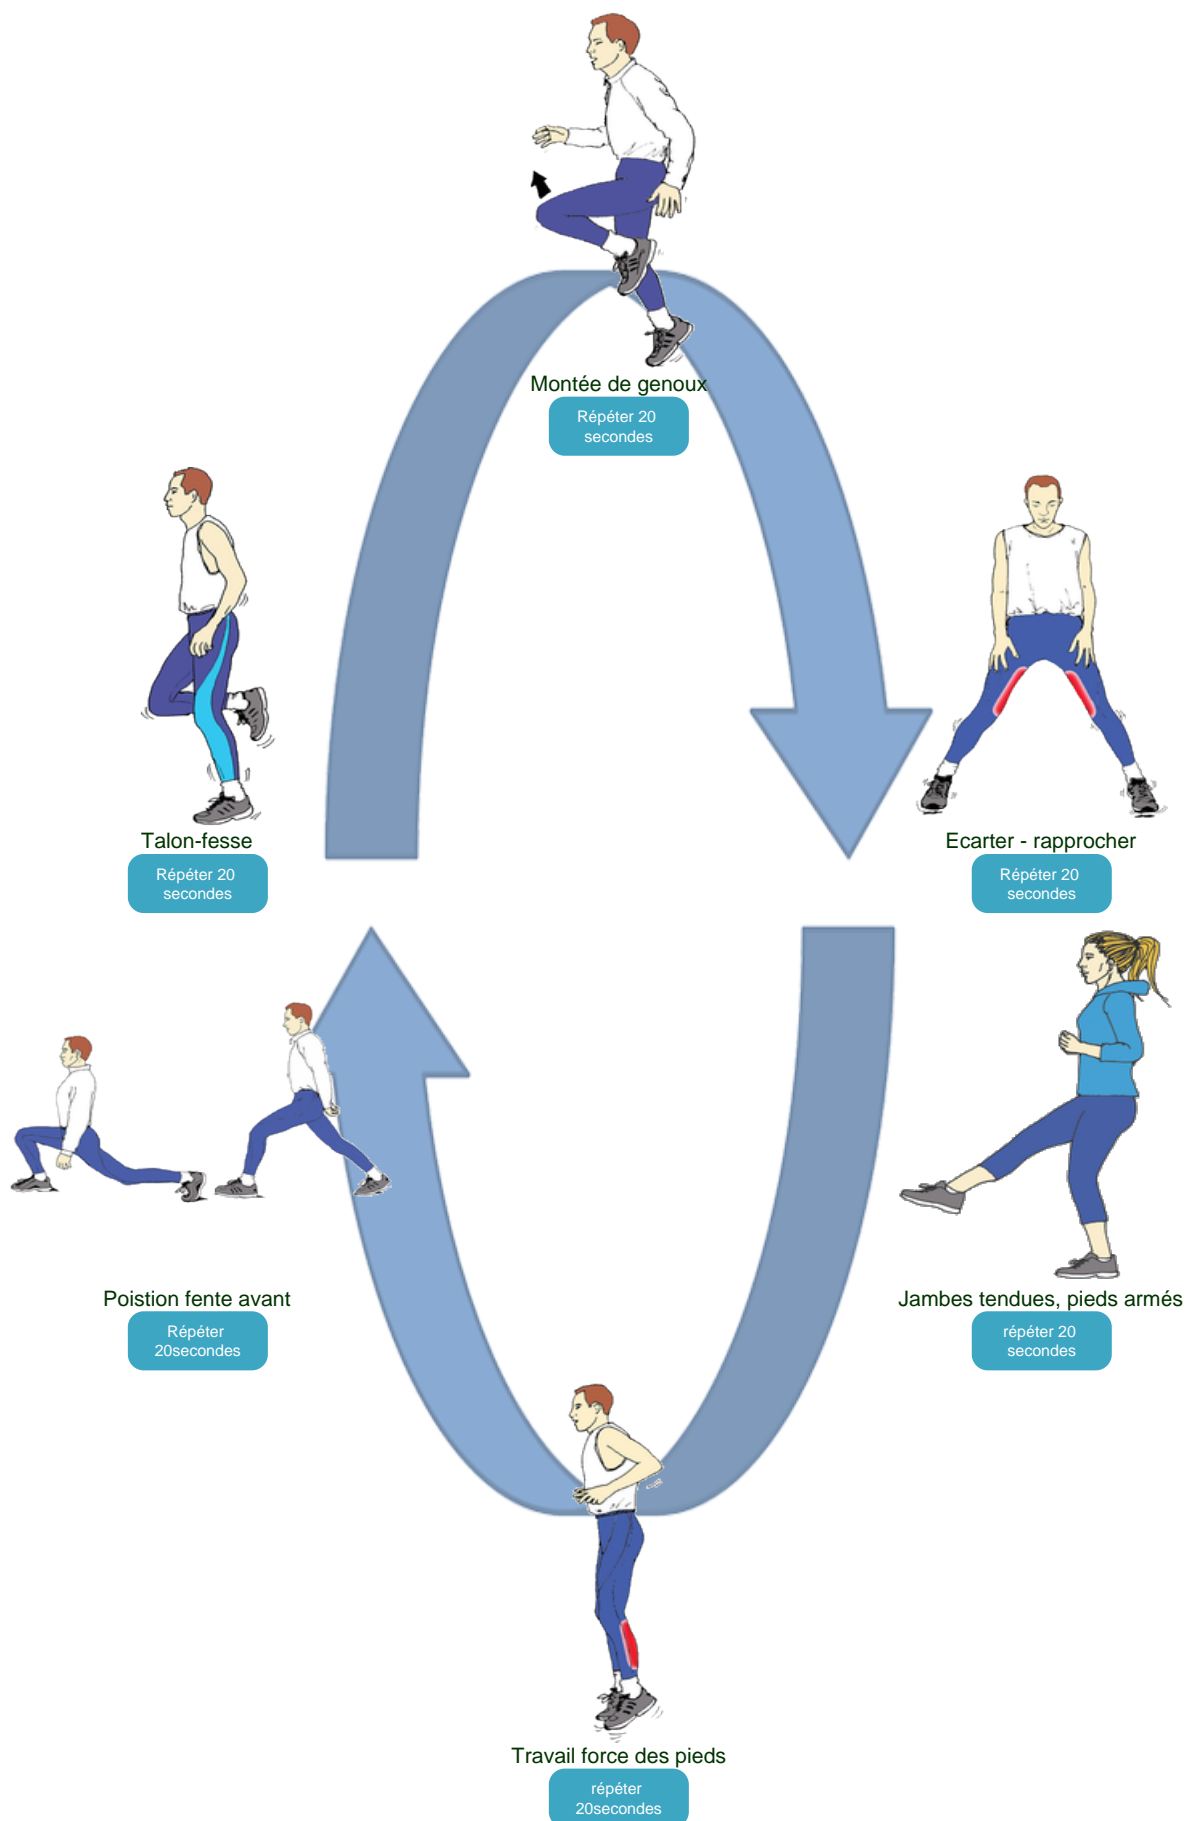 Montée de genoux
Répéter 20
secondes
Talon-fesse
Répéter 20
secondes
Ecarter - rapprocher
Répéter 20
secondes
Poistion fente avant
Répéter
20secondes
Jambes tendues, pieds armés
répéter 20
secondes
Travail force des pieds
répéter
20secondes